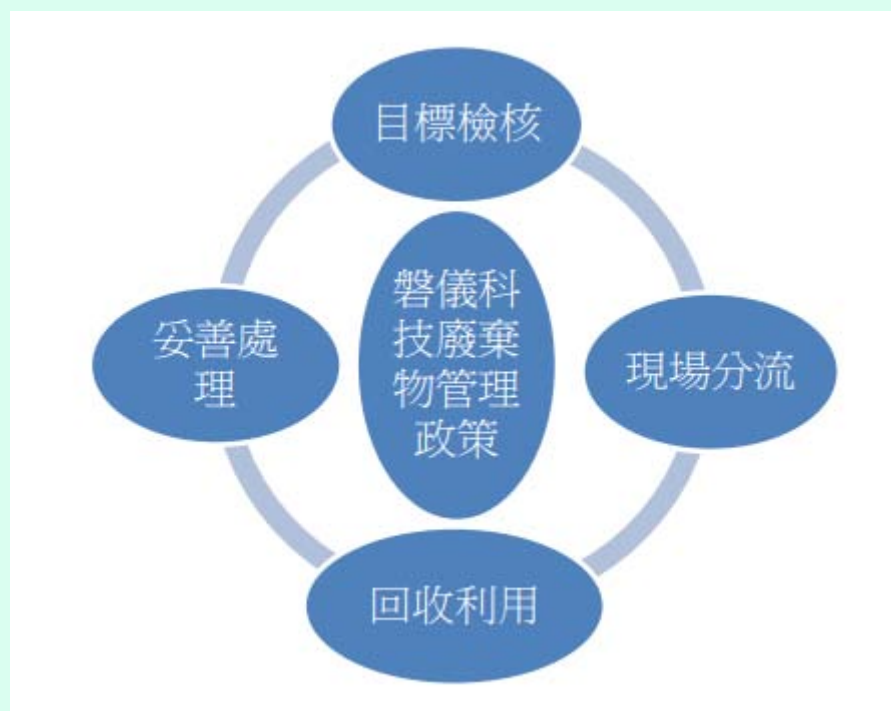 目標檢核
磐儀科
技廢棄
物管理
政策
妥善處
理
現場分流
回收利用